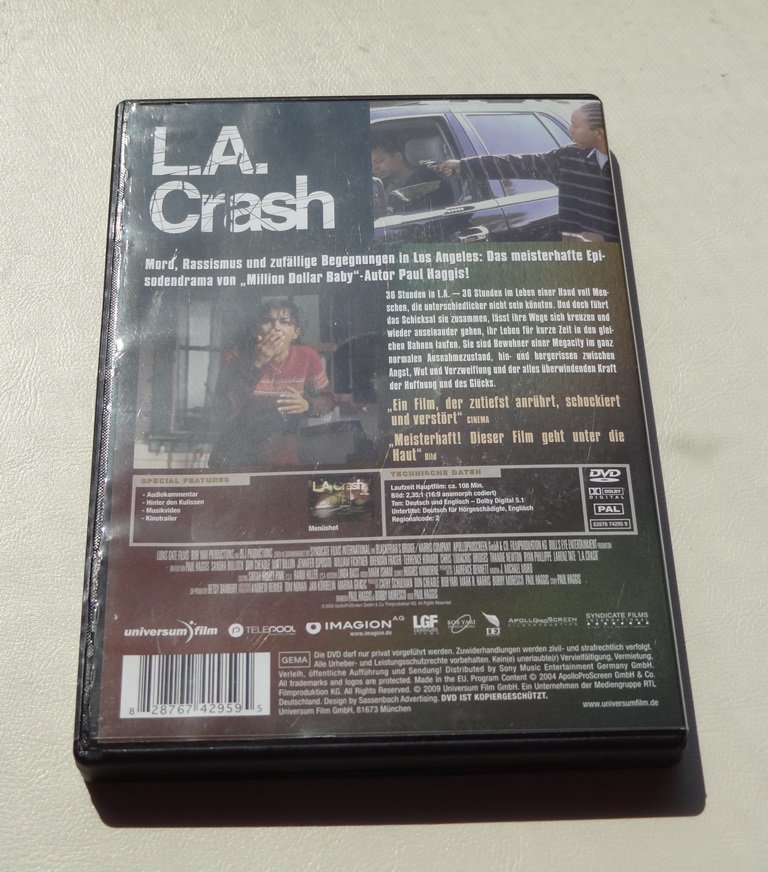 L.A.
Crash
Mord, Rassismus und zufällige Begegnungen in Los Angeles: Das meisterhafte Epi-
sodendrama von „Million Dollar Baby“-Autor Paul Haggis!
36 Stunden in L.A. — 36 Stunden im Leben einer Hand voll Men-
schen, die unterschiedlicher nicht sein könnten. Und doch führt
das Schicksal sie zusammen, lässt ihre Wege sich kreuzen und
wieder auseinander gehen, ihr Leben für kurze Zeit in den glei-
chen Bahnen laufen. Sie sind Bewohner einer Megacity im ganz
normalen Ausnahmezustand, hin- und hergerissen zwischen
Angst, Wut und Verzweiflung und der alles überwindenden Kraft
der Hoffnung und des Glücks.
„Ein Film, der zutiefst anrührt, schockiert
und verstört“ CINEMA
„Meisterhaft! Dieser Film geht unter die
Haut“ Bild
SPECIAL FEATURES
- Audiokommentar
- Hinter den Kulissen
- Musikvideo
- Kinotrailer
L.A. Crash
Menüshot
TECHNISCHE DATEN
Laufzeit Hauptfilm: ca. 108 Min.
Bild: 2,35:1 (16:9 anamorph codiert)
Ton: Deutsch und Englisch – Dolby Digital 5.1
Untertitel: Deutsch für Hörgeschädigte, Englisch
Regionalcode: 2
DVD
DOLBY
DIGITAL
PAL
82876 74295 9
universum film
TELEPOOL
IMAGION AG
www.imagion.de
LGF
BOB YARI
DEJ
APOLLOPROSCREEN
SYNDICATE FILMS
INTERNATIONAL
8 28767 42959 5
GEMA
Die DVD darf nur privat vorgeführt werden. Zuwiderhandlungen werden zivil- und strafrechtlich verfolgt.
Alle Urheber- und Leistungsschutzrechte vorbehalten. Kein(e) unerlaubte(r) Vervielfältigung, Vermietung,
Verleih, öffentliche Aufführung und Sendung! Distributed by Sony Music Entertainment Germany GmbH.
All trademarks and logos are protected. Made in the EU. Program Content © 2004 ApolloProScreen GmbH & Co.
Filmproduktion KG. All Rights Reserved. © 2009 Universum Film GmbH. Ein Unternehmen der Mediengruppe RTL
Deutschland. Design by Sassenbach Advertising. DVD IST KOPIERGESCHÜTZT.
Universum Film GmbH, 81673 München
www.universumfilm.de